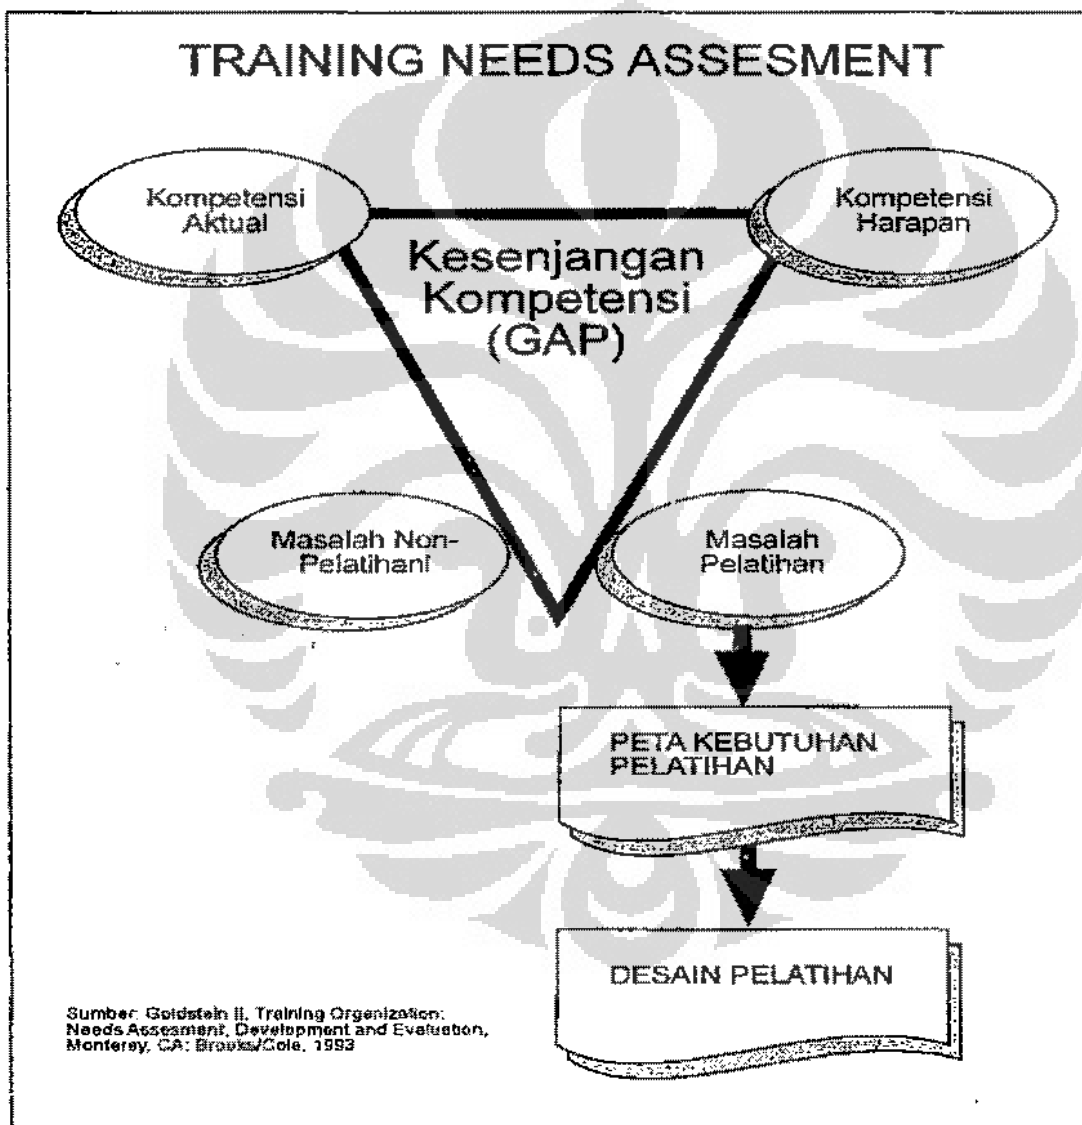 TRAINING NEEDS ASSESMENT
Kompetensi
Aktual
Kompetensi
Harapan
Kesenjangan
Kompetensi
(GAP)
Masalah Non-
Pelatihani
Masalah
Pelatihan
PETA KEBUTUHAN
PELATIHAN
DESAIN PELATIHAN
Sumber: Goldstein II, Training Organization:
Needs Assesment, Development and Evaluation,
Monterey, CA: Brooks/Cole, 1993